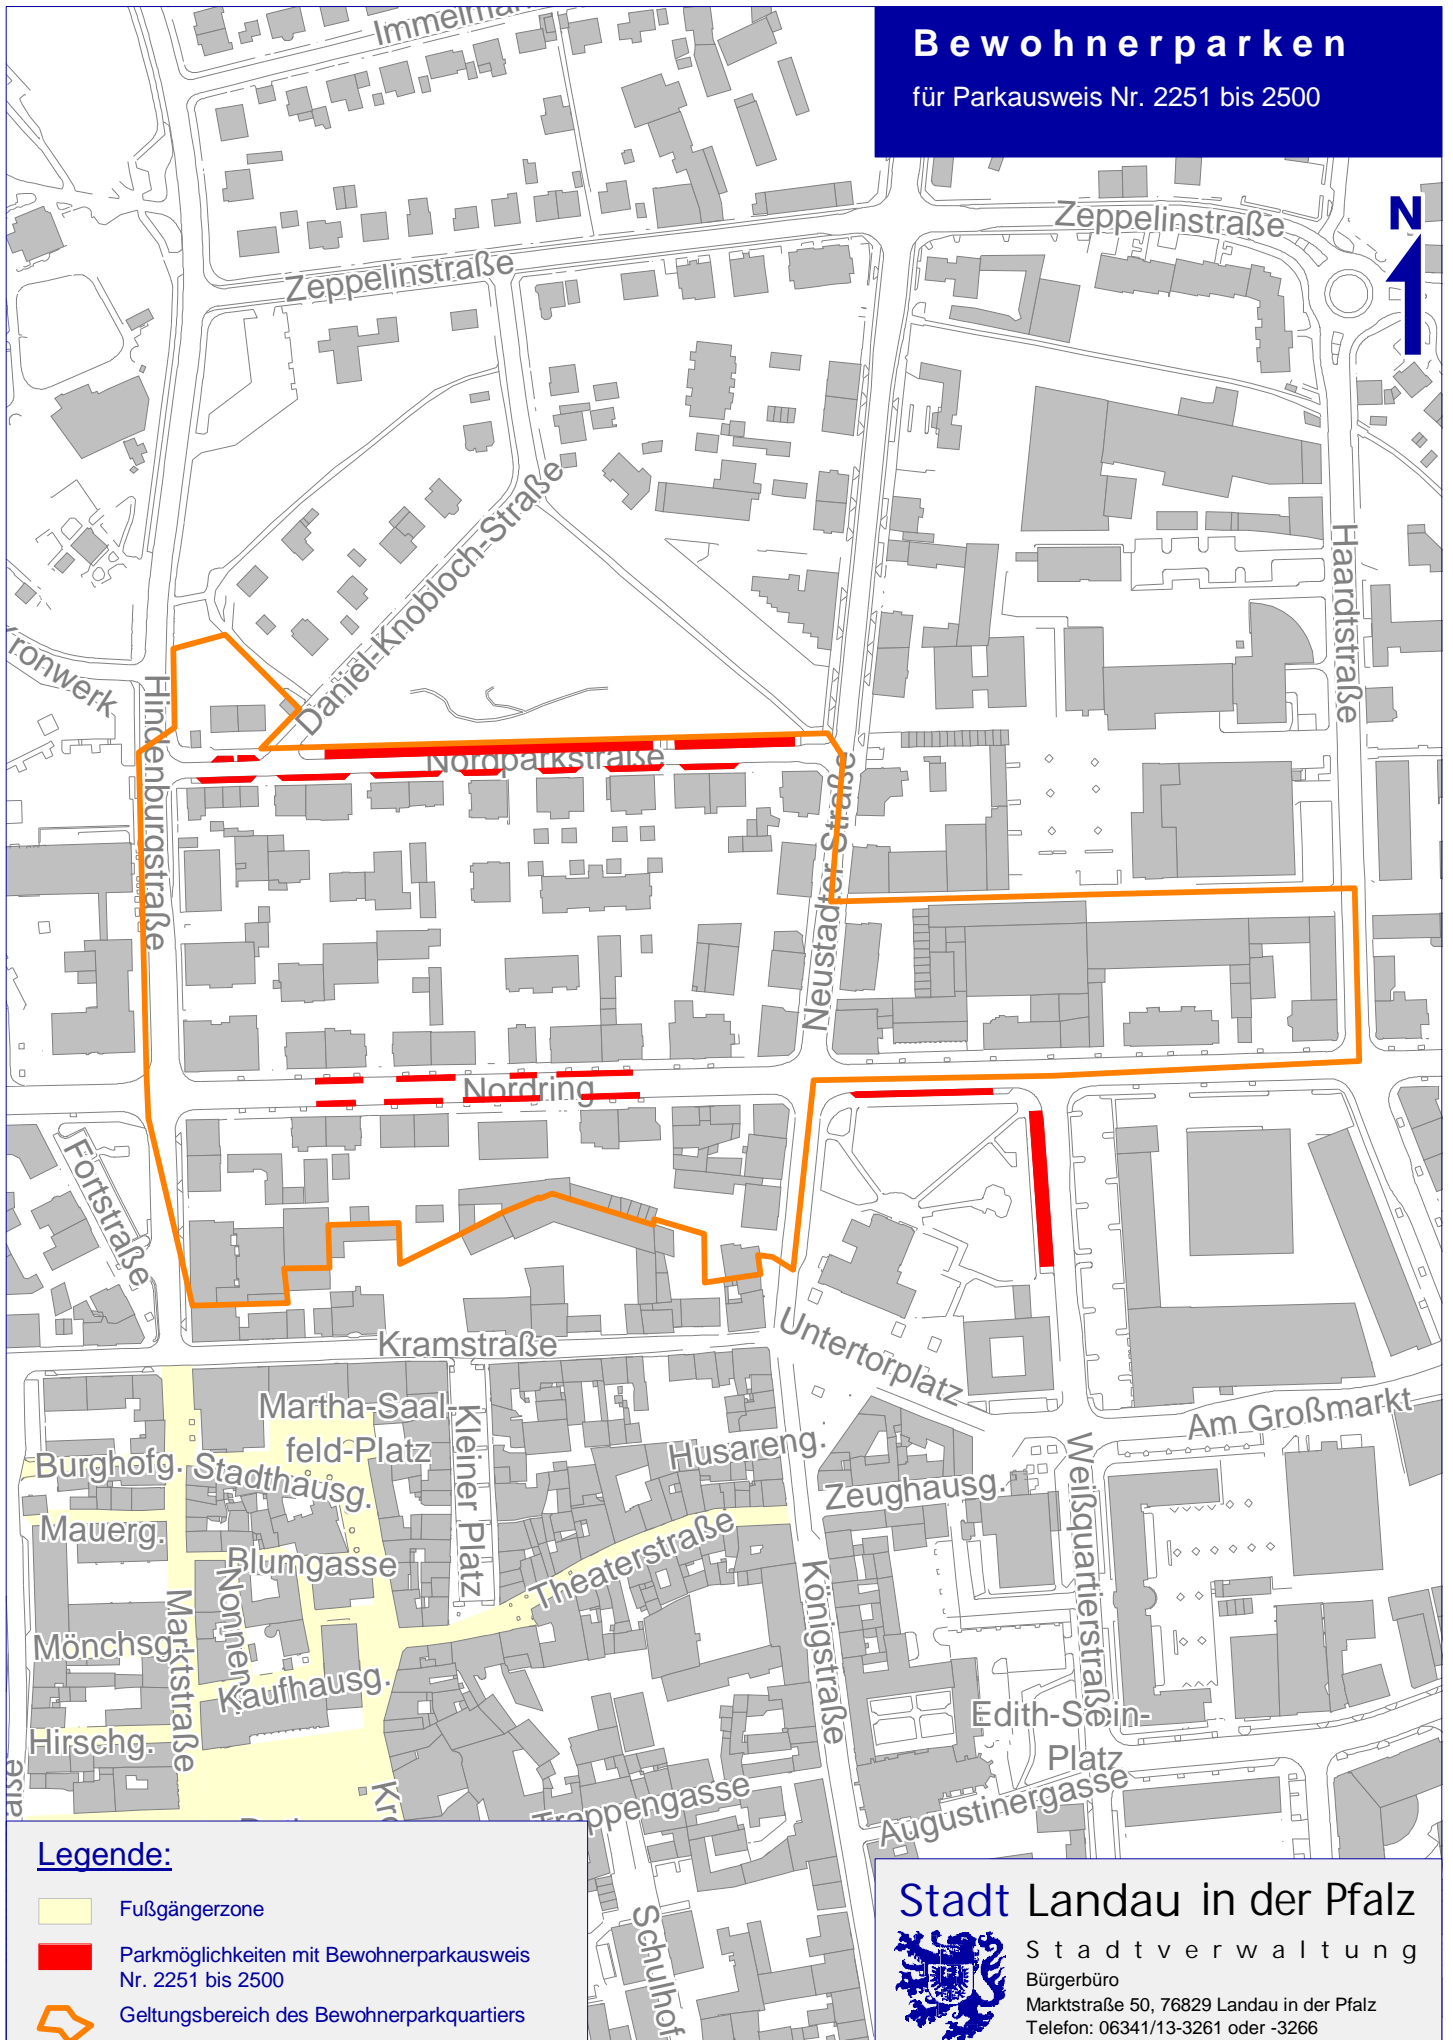 Bewohnerparken
für Parkausweis Nr. 2251 bis 2500
N
Zeppelinstraße
Zeppelinstraße
Daniel-Knobloch-Straße
Haardtstraße
Hindenburgstraße
Nordparkstraße
Neustadter Straße
Nordring
Fortstraße
Kramstraße
Untertorplatz
Am Großmarkt
Martha-Saal-
feld-Platz
Kleiner Platz
Husareng.
Burghofg.
Stadthausg.
Zeughausg.
Weißquartierstraße
Mauerg.
Blumgasse
Theaterstraße
Nonneng.
Marktstraße
Königstraße
Mönchsg.
Kaufhausg.
Hirschg.
Edith-Stein-
Platz
Augustinergasse
Trappengasse
Schulhof
Legende:
Fußgängerzone
Parkmöglichkeiten mit Bewohnerparkausweis
Nr. 2251 bis 2500
Geltungsbereich des Bewohnerparkquartiers
Stadt Landau in der Pfalz
Stadtverwaltung
Bürgerbüro
Marktstraße 50, 76829 Landau in der Pfalz
Telefon: 06341/13-3261 oder -3266